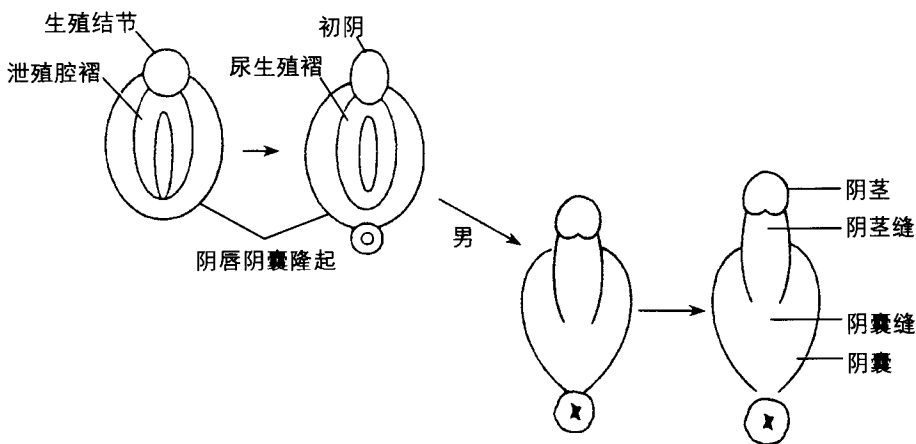 生殖结节
初阴
泄殖腔褶
尿生殖褶
阴唇阴囊隆起
男
阴茎
阴茎缝
阴囊缝
阴囊